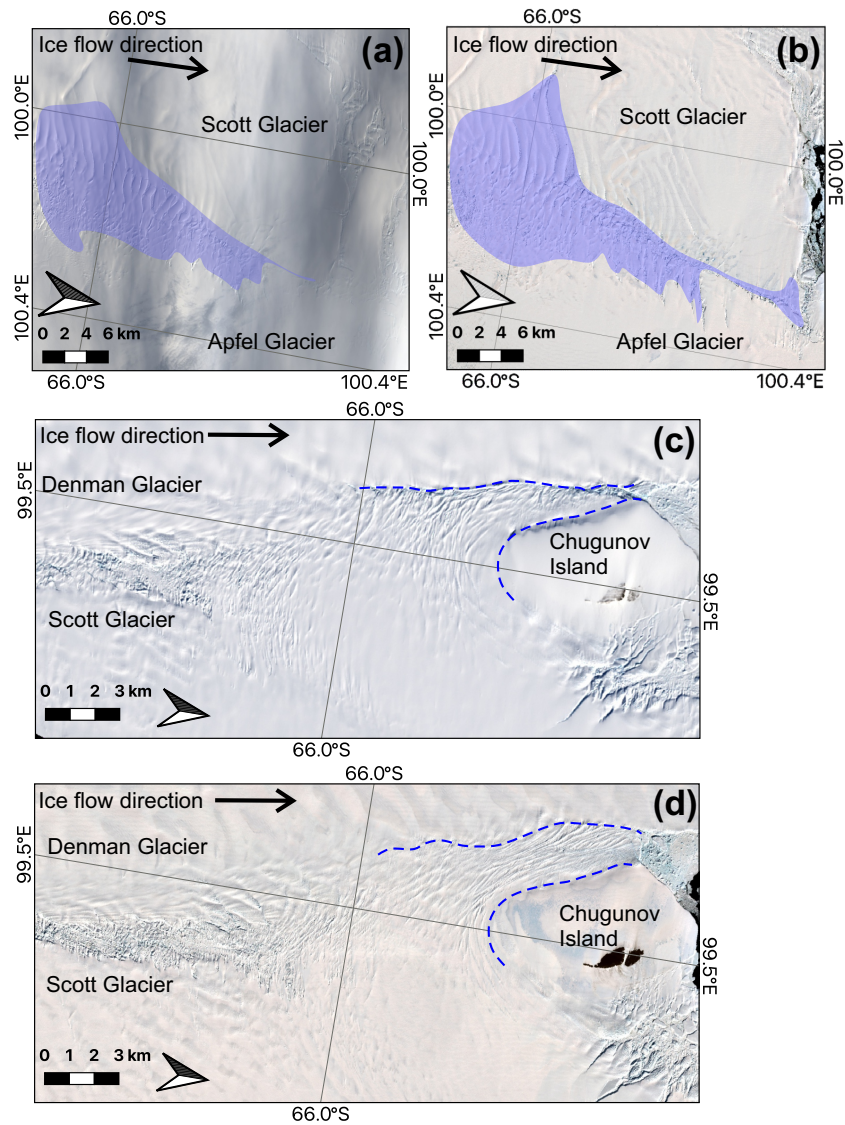 66.0°S
66.0°S
Ice flow direction
(a)
Ice flow direction
(b)
100.0°E
Scott Glacier
100.0°E
100.0°E
Scott Glacier
100.0°E
100.4°E
0 2 4 6 km
Apfel Glacier
100.4°E
0 2 4 6 km
Apfel Glacier
66.0°S
100.4°E
66.0°S
100.4°E
66.0°S
Ice flow direction
(c)
99.5°E
Denman Glacier
Chugunov
Island
99.5°E
Scott Glacier
0 1 2 3 km
66.0°S
66.0°S
Ice flow direction
(d)
99.5°E
Denman Glacier
Chugunov
Island
99.5°E
Scott Glacier
0 1 2 3 km
66.0°S